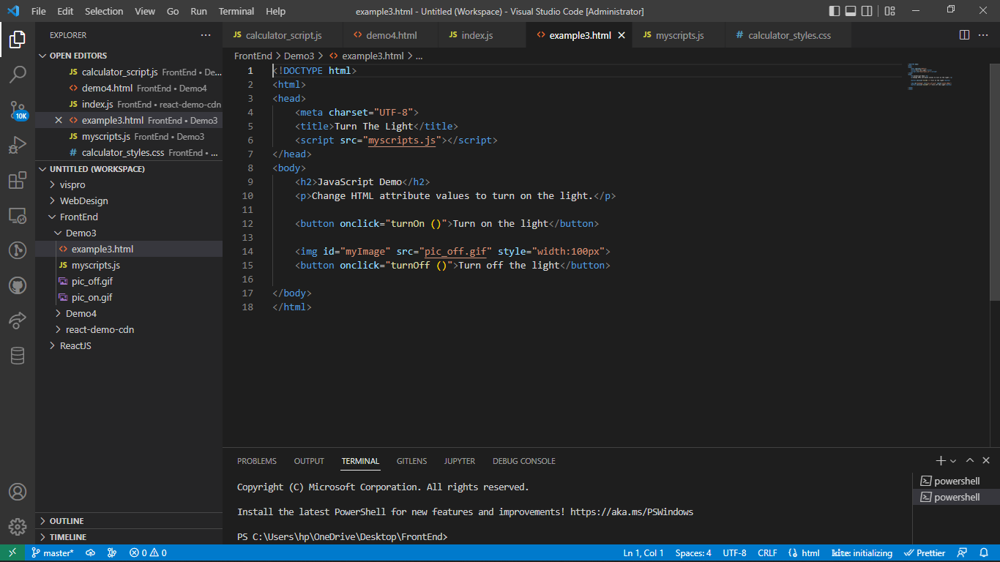 File Edit Selection View Go Run Terminal Help example3.html - Untitled (Workspace) - Visual Studio Code [Administrator]
EXPLORER
OPEN EDITORS
calculator_script.js FrontEnd • De...
demo4.html FrontEnd • Demo4
index.js FrontEnd • react-demo-cdn
example3.html FrontEnd • Demo3
myscripts.js FrontEnd • Demo3
calculator_styles.css FrontEnd • ...
UNTITLED (WORKSPACE)
vispro
WebDesign
FrontEnd
Demo3
example3.html
myscripts.js
pic_off.gif
pic_on.gif
Demo4
react-demo-cdn
ReactJS
OUTLINE
TIMELINE
10K
JS calculator_script.js <> demo4.html JS index.js <> example3.html JS myscripts.js # calculator_styles.css
FrontEnd > Demo3 > <> example3.html > ...
1 <!DOCTYPE html>
2 <html>
3 <head>
4 <meta charset="UTF-8">
5 <title>Turn The Light</title>
6 <script src="myscripts.js"></script>
7 </head>
8 <body>
9 <h2>JavaScript Demo</h2>
10 <p>Change HTML attribute values to turn on the light.</p>
11
12 <button onclick="turnOn ()">Turn on the light</button>
13
14 <img id="myImage" src="pic_off.gif" style="width:100px">
15 <button onclick="turnOff ()">Turn off the light</button>
16
17 </body>
18 </html>
PROBLEMS OUTPUT TERMINAL GITLENS JUPYTER DEBUG CONSOLE
Copyright (C) Microsoft Corporation. All rights reserved.
Install the latest PowerShell for new features and improvements! https://aka.ms/PSWindows
PS C:\Users\hp\OneDrive\Desktop\FrontEnd>
powershell
powershell
master* 0 0 Ln 1, Col 1 Spaces: 4 UTF-8 CRLF html kite: initializing Prettier